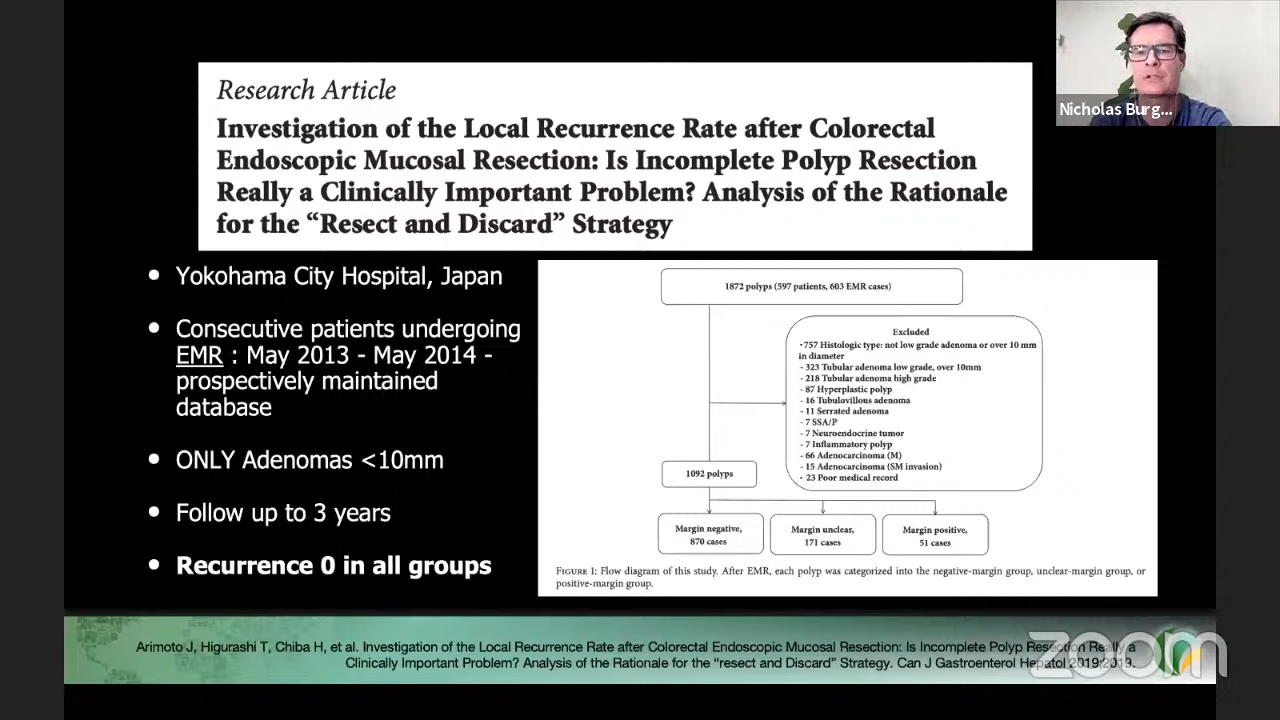 Research Article
Investigation of the Local Recurrence Rate after Colorectal
Endoscopic Mucosal Resection: Is Incomplete Polyp Resection
Really a Clinically Important Problem? Analysis of the Rationale
for the “Resect and Discard” Strategy
Nicholas Burg...
• Yokohama City Hospital, Japan
• Consecutive patients undergoing
EMR : May 2013 - May 2014 -
prospectively maintained
database
• ONLY Adenomas <10mm
• Follow up to 3 years
• Recurrence 0 in all groups
1872 polyps (597 patients, 603 EMR cases)
Excluded
•757 Histologic type: not low grade adenoma or over 10 mm
in diameter
- 323 Tubular adenoma low grade, over 10mm
- 218 Tubular adenoma high grade
- 87 Hyperplastic polyp
- 16 Tubulovillous adenoma
- 11 Serrated adenoma
- 7 SSA/P
- 7 Neuroendocrine tumor
- 7 Inflammatory polyp
- 66 Adenocarcinoma (M)
- 15 Adenocarcinoma (SM invasion)
• 23 Poor medical record
1092 polyps
Margin negative,
870 cases
Margin unclear,
171 cases
Margin positive,
51 cases
Figure 1: Flow diagram of this study. After EMR, each polyp was categorized into the negative-margin group, unclear-margin group, or
positive-margin group.
Arimoto J, Higurashi T, Chiba H, et al. Investigation of the Local Recurrence Rate after Colorectal Endoscopic Mucosal Resection: Is Incomplete Polyp Resection Really a
Clinically Important Problem? Analysis of the Rationale for the “resect and Discard” Strategy. Can J Gastroenterol Hepatol 2019;2019.
zoom